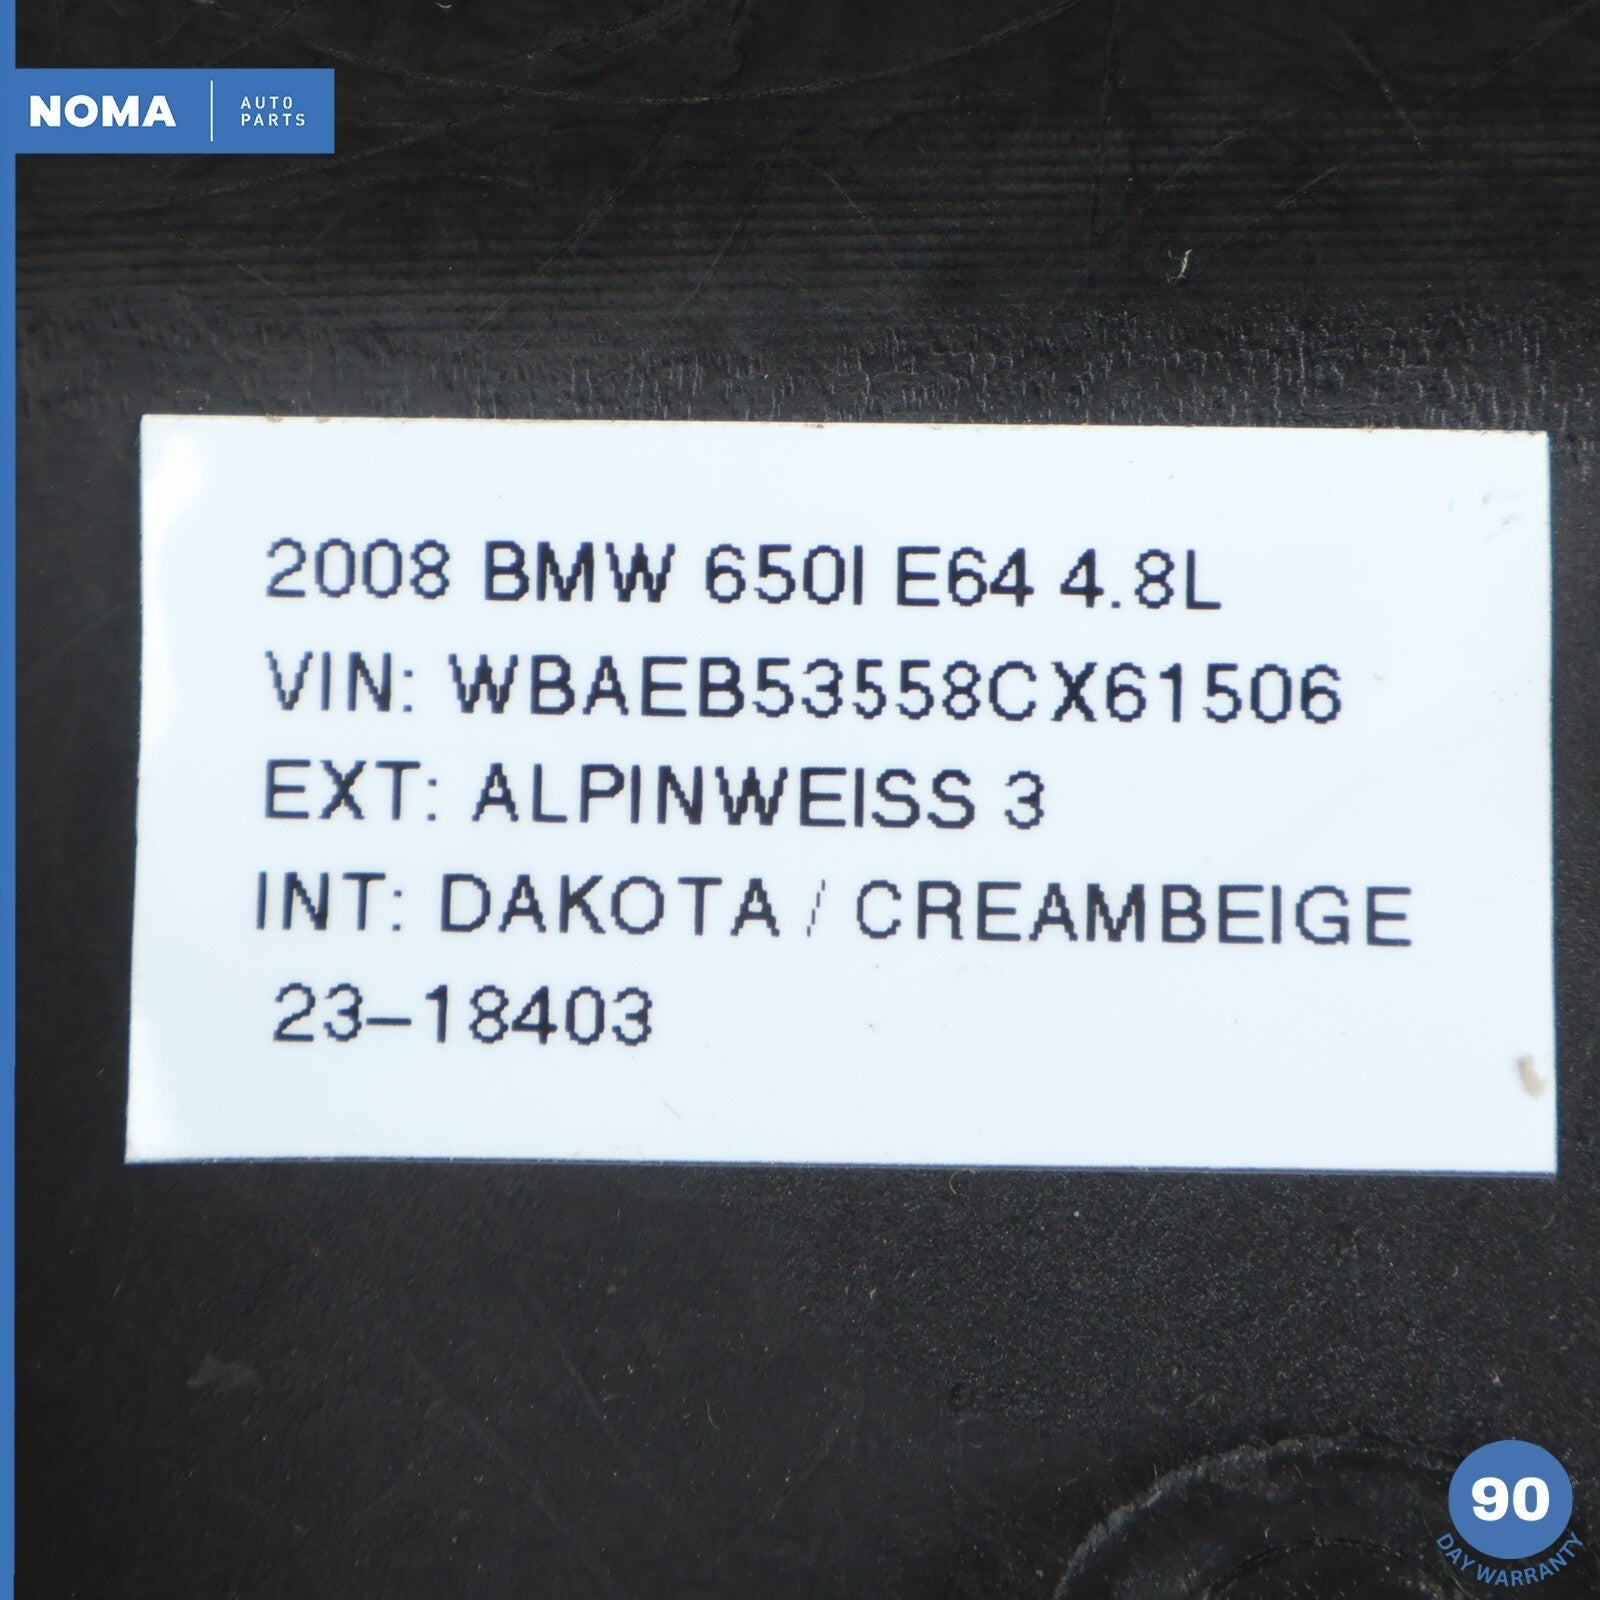 NOMA
AUTO
PARTS
2008 BMW 650I E64 4.8L
VIN: WBAEB53558CX61506
EXT: ALPINWEISS 3
INT: DAKOTA / CREAMBEIGE
23-18403
90
DAY WARRANTY